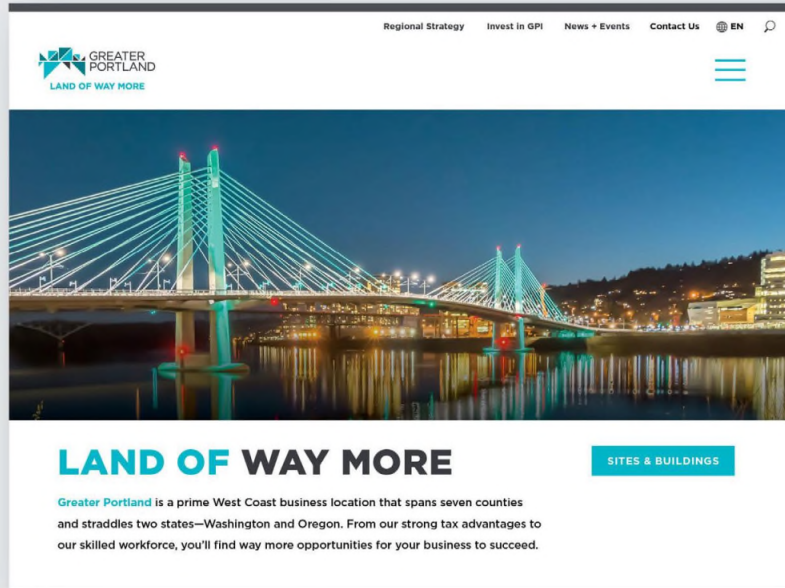 Regional Strategy Invest in GPI News + Events Contact Us EN
GREATER
PORTLAND
LAND OF WAY MORE
LAND OF WAY MORE
SITES & BUILDINGS
Greater Portland is a prime West Coast business location that spans seven counties
and straddles two states—Washington and Oregon. From our strong tax advantages to
our skilled workforce, you'll find way more opportunities for your business to succeed.